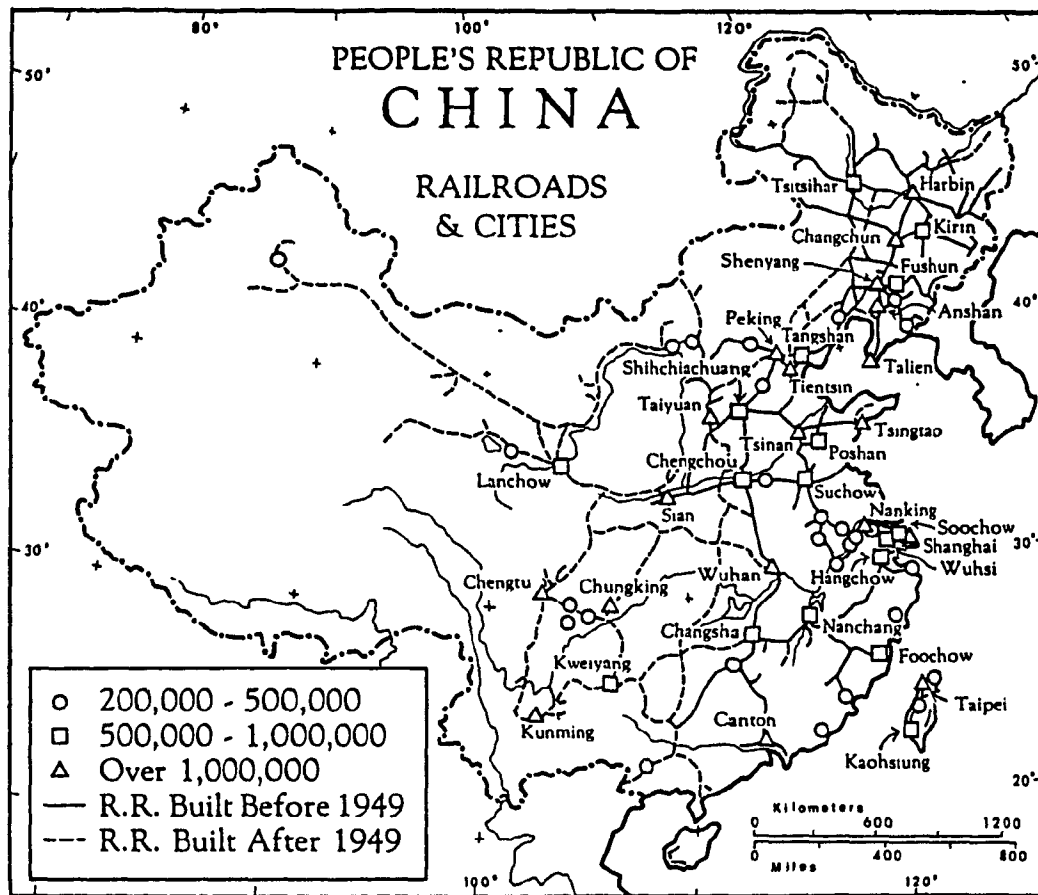 80°
100°
120°
PEOPLE'S REPUBLIC OF
CHINA
RAILROADS
& CITIES
50°
50°
Tsitsihar
Harbin
Changchun
Kirin
Shenyang
Fushun
40°
40°
Anshan
Peking
Tangshan
Shihchiachuang
Talien
Tientsin
Taiyuan
Tsingtao
Tsinan
Poshan
Chengchou
Lanchow
Suchow
Sian
Nanking
Soochow
30°
Shanghai
30°
Wuhsi
Hangchow
Chengtu
Chungking
Wuhan
Changsha
Nanchang
Kweiyang
Foochow
Taipei
Kunming
Canton
Kaohsiung
20°
200,000 - 500,000
500,000 - 1,000,000
Over 1,000,000
R.R. Built Before 1949
R.R. Built After 1949
Kilometers
0 600 1200
0 400 800
Miles
100°
120°